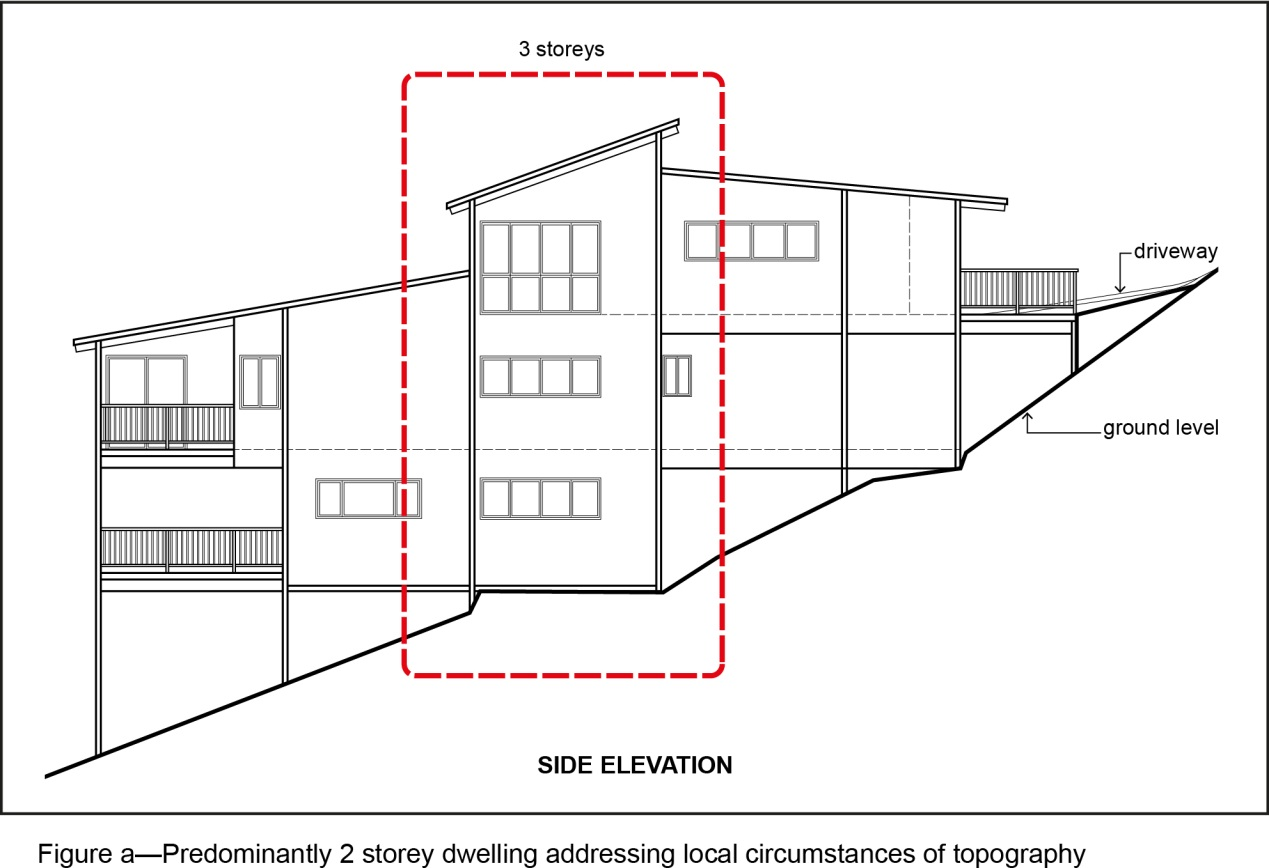 3 storeys
driveway
ground level
SIDE ELEVATION
Figure a—Predominantly 2 storey dwelling addressing local circumstances of topography